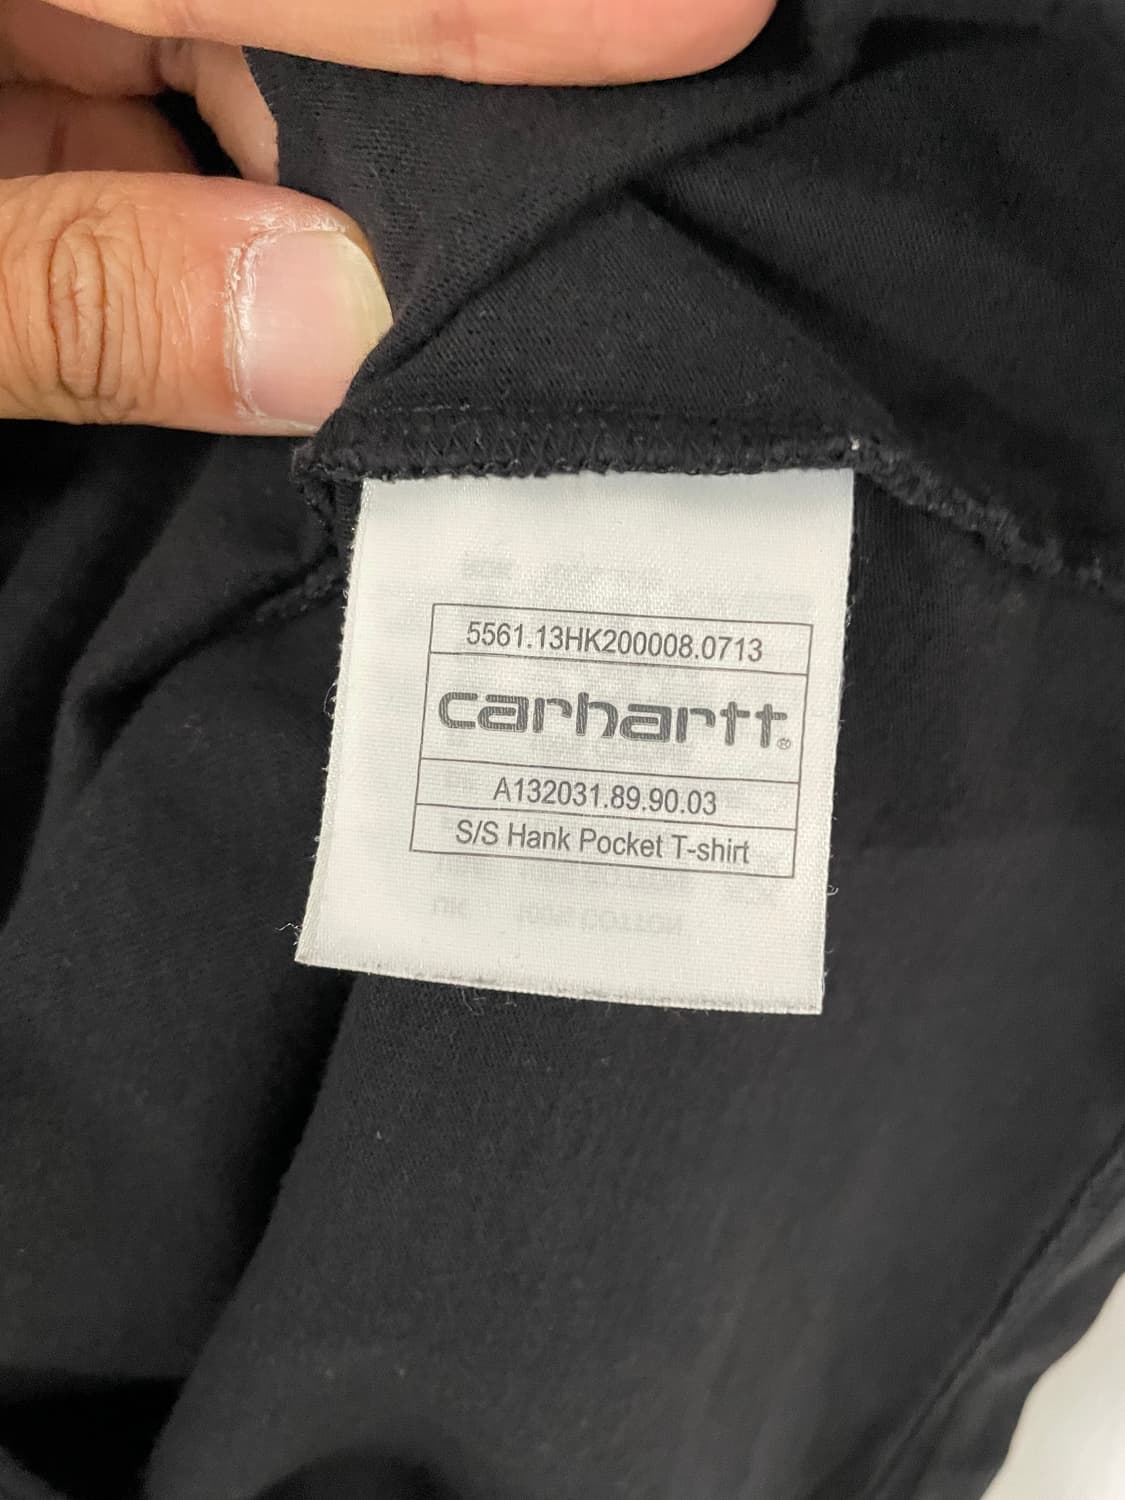 5561.13HK200008.0713
carhartt®
A132031.89.90.03
S/S Hank Pocket T-shirt